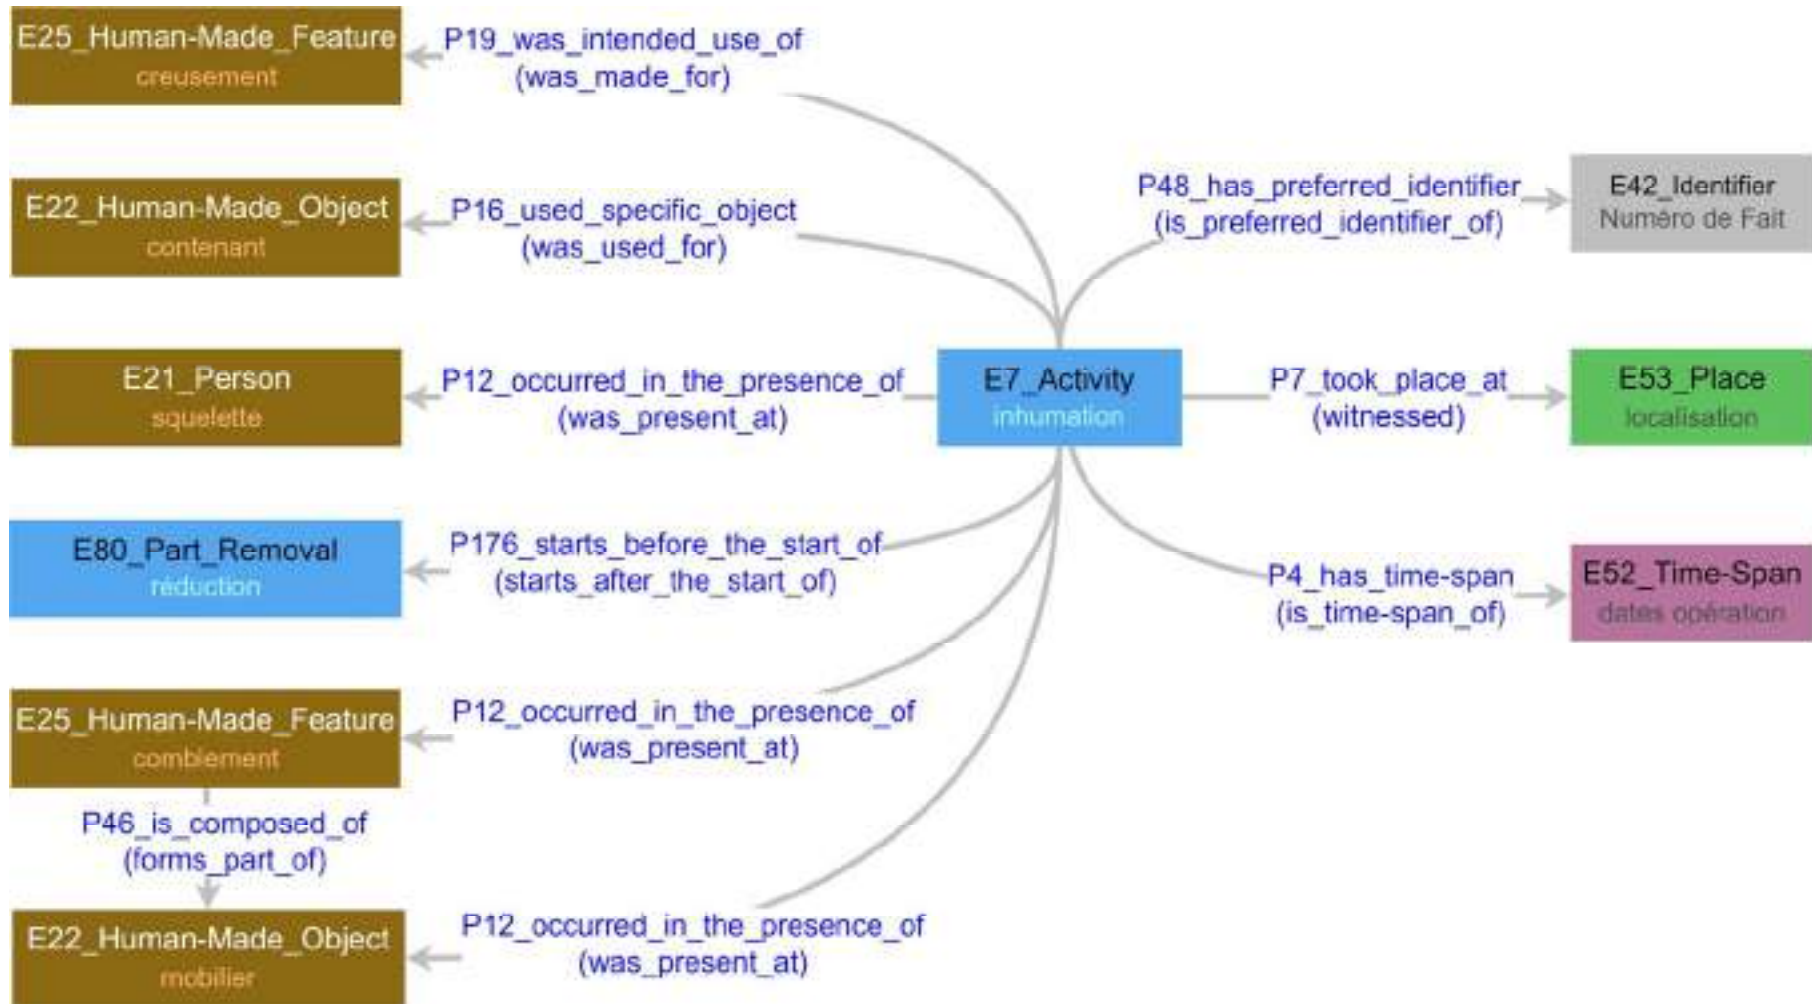 E25_Human-Made_Feature
creusement
P19_was_intended_use_of
(was_made_for)
E22_Human-Made_Object
contenant
P16_used_specific_object
(was_used_for)
P48_has_preferred_identifier
(is_preferred_identifier_of)
E42_Identifier
Numéro de Fait
E21_Person
squelette
P12_occurred_in_the_presence_of
(was_present_at)
E7_Activity
inhumation
P7_took_place_at
(witnessed)
E53_Place
localisation
E80_Part_Removal
réduction
P176_starts_before_the_start_of
(starts_after_the_start_of)
P4_has_time-span
(is_time-span_of)
E52_Time-Span
dates opération
E25_Human-Made_Feature
comblement
P12_occurred_in_the_presence_of
(was_present_at)
P46_is_composed_of
(forms_part_of)
E22_Human-Made_Object
mobilier
P12_occurred_in_the_presence_of
(was_present_at)